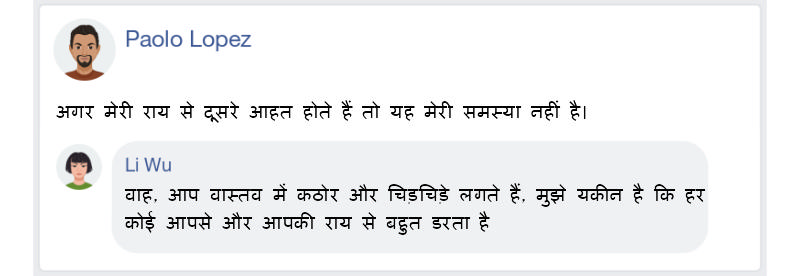 Paolo Lopez
अगर मेरी राय से दूसरे आहत होते हैं तो यह मेरी समस्या नहीं है।
Li Wu
वाह, आप वास्तव में कठोर और चिड़चिड़े लगते हैं, मुझे यकीन है कि हर
कोई आपसे और आपकी राय से बहुत डरता है